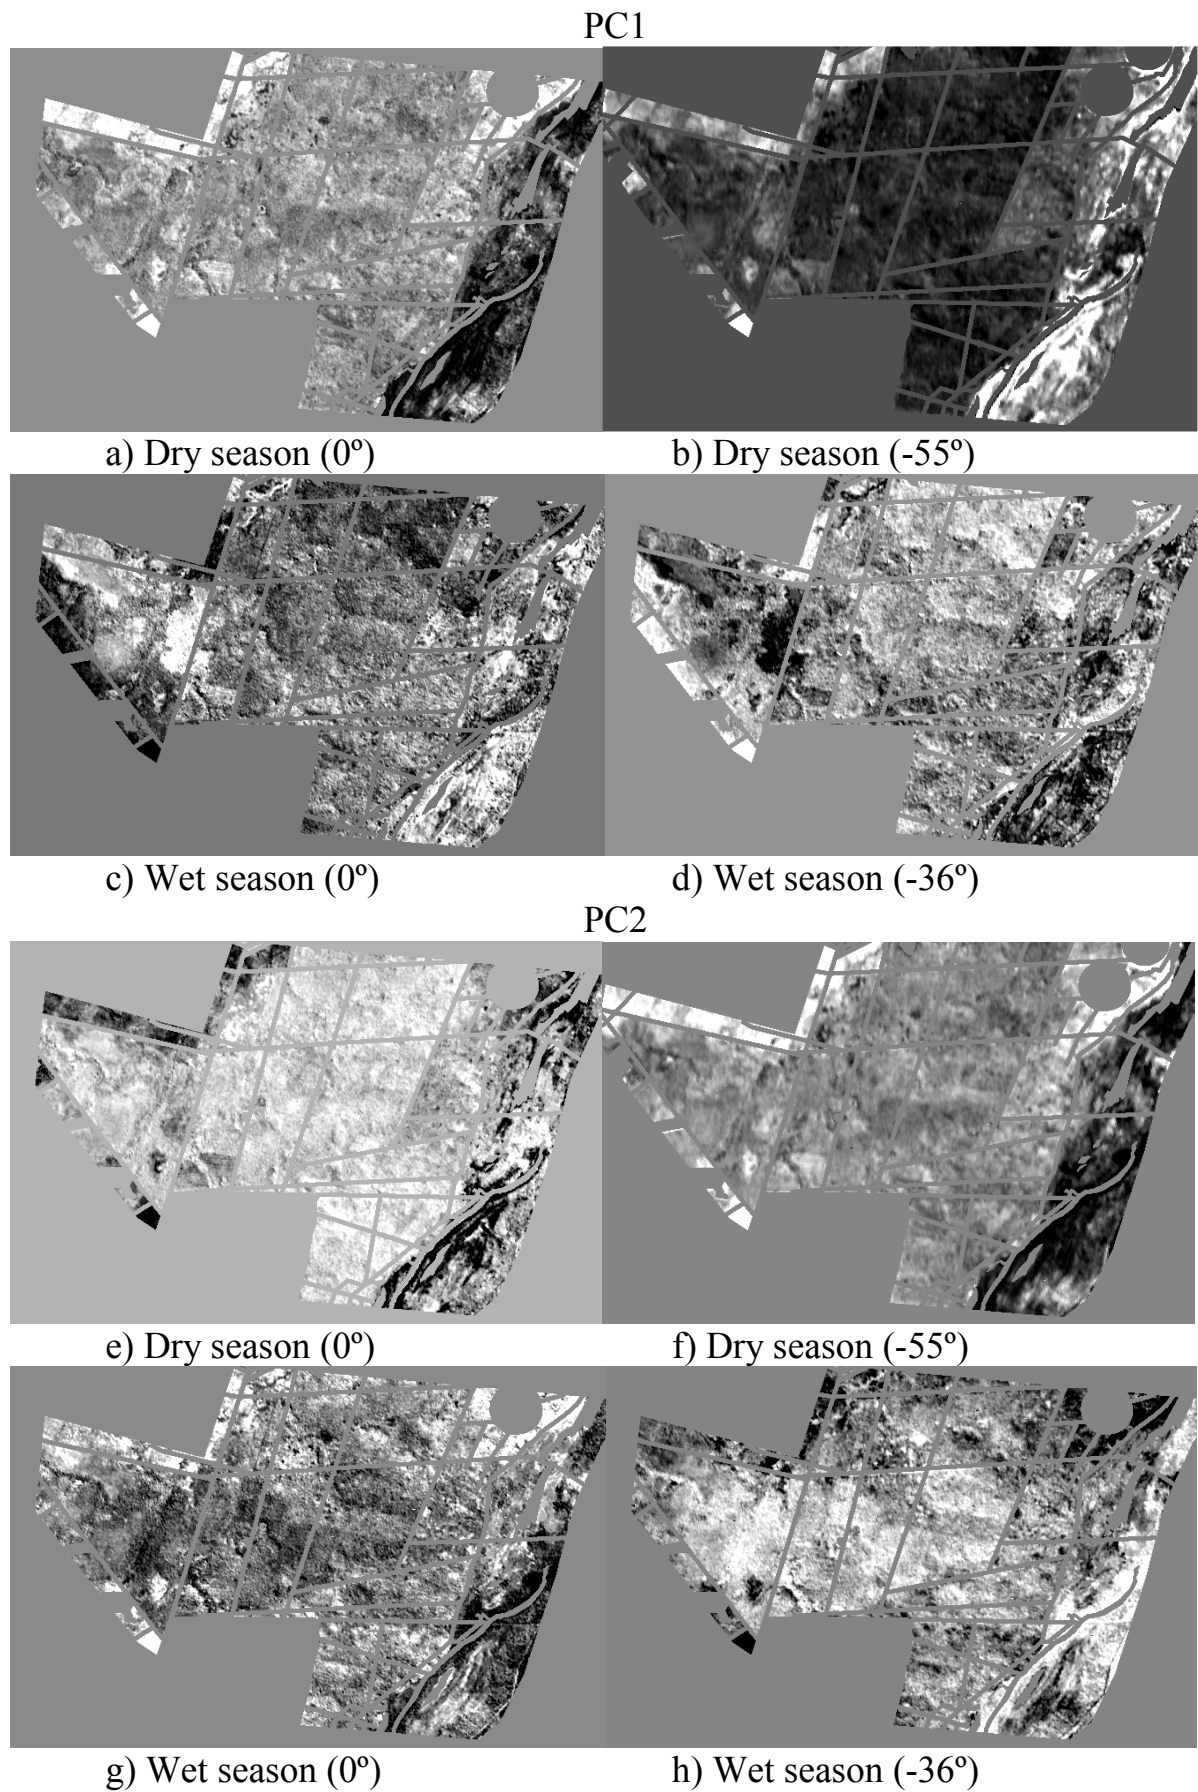 PC1
a) Dry season (0º)
b) Dry season (-55º)
c) Wet season (0º)
d) Wet season (-36º)
PC2
e) Dry season (0º)
f) Dry season (-55º)
g) Wet season (0º)
h) Wet season (-36º)